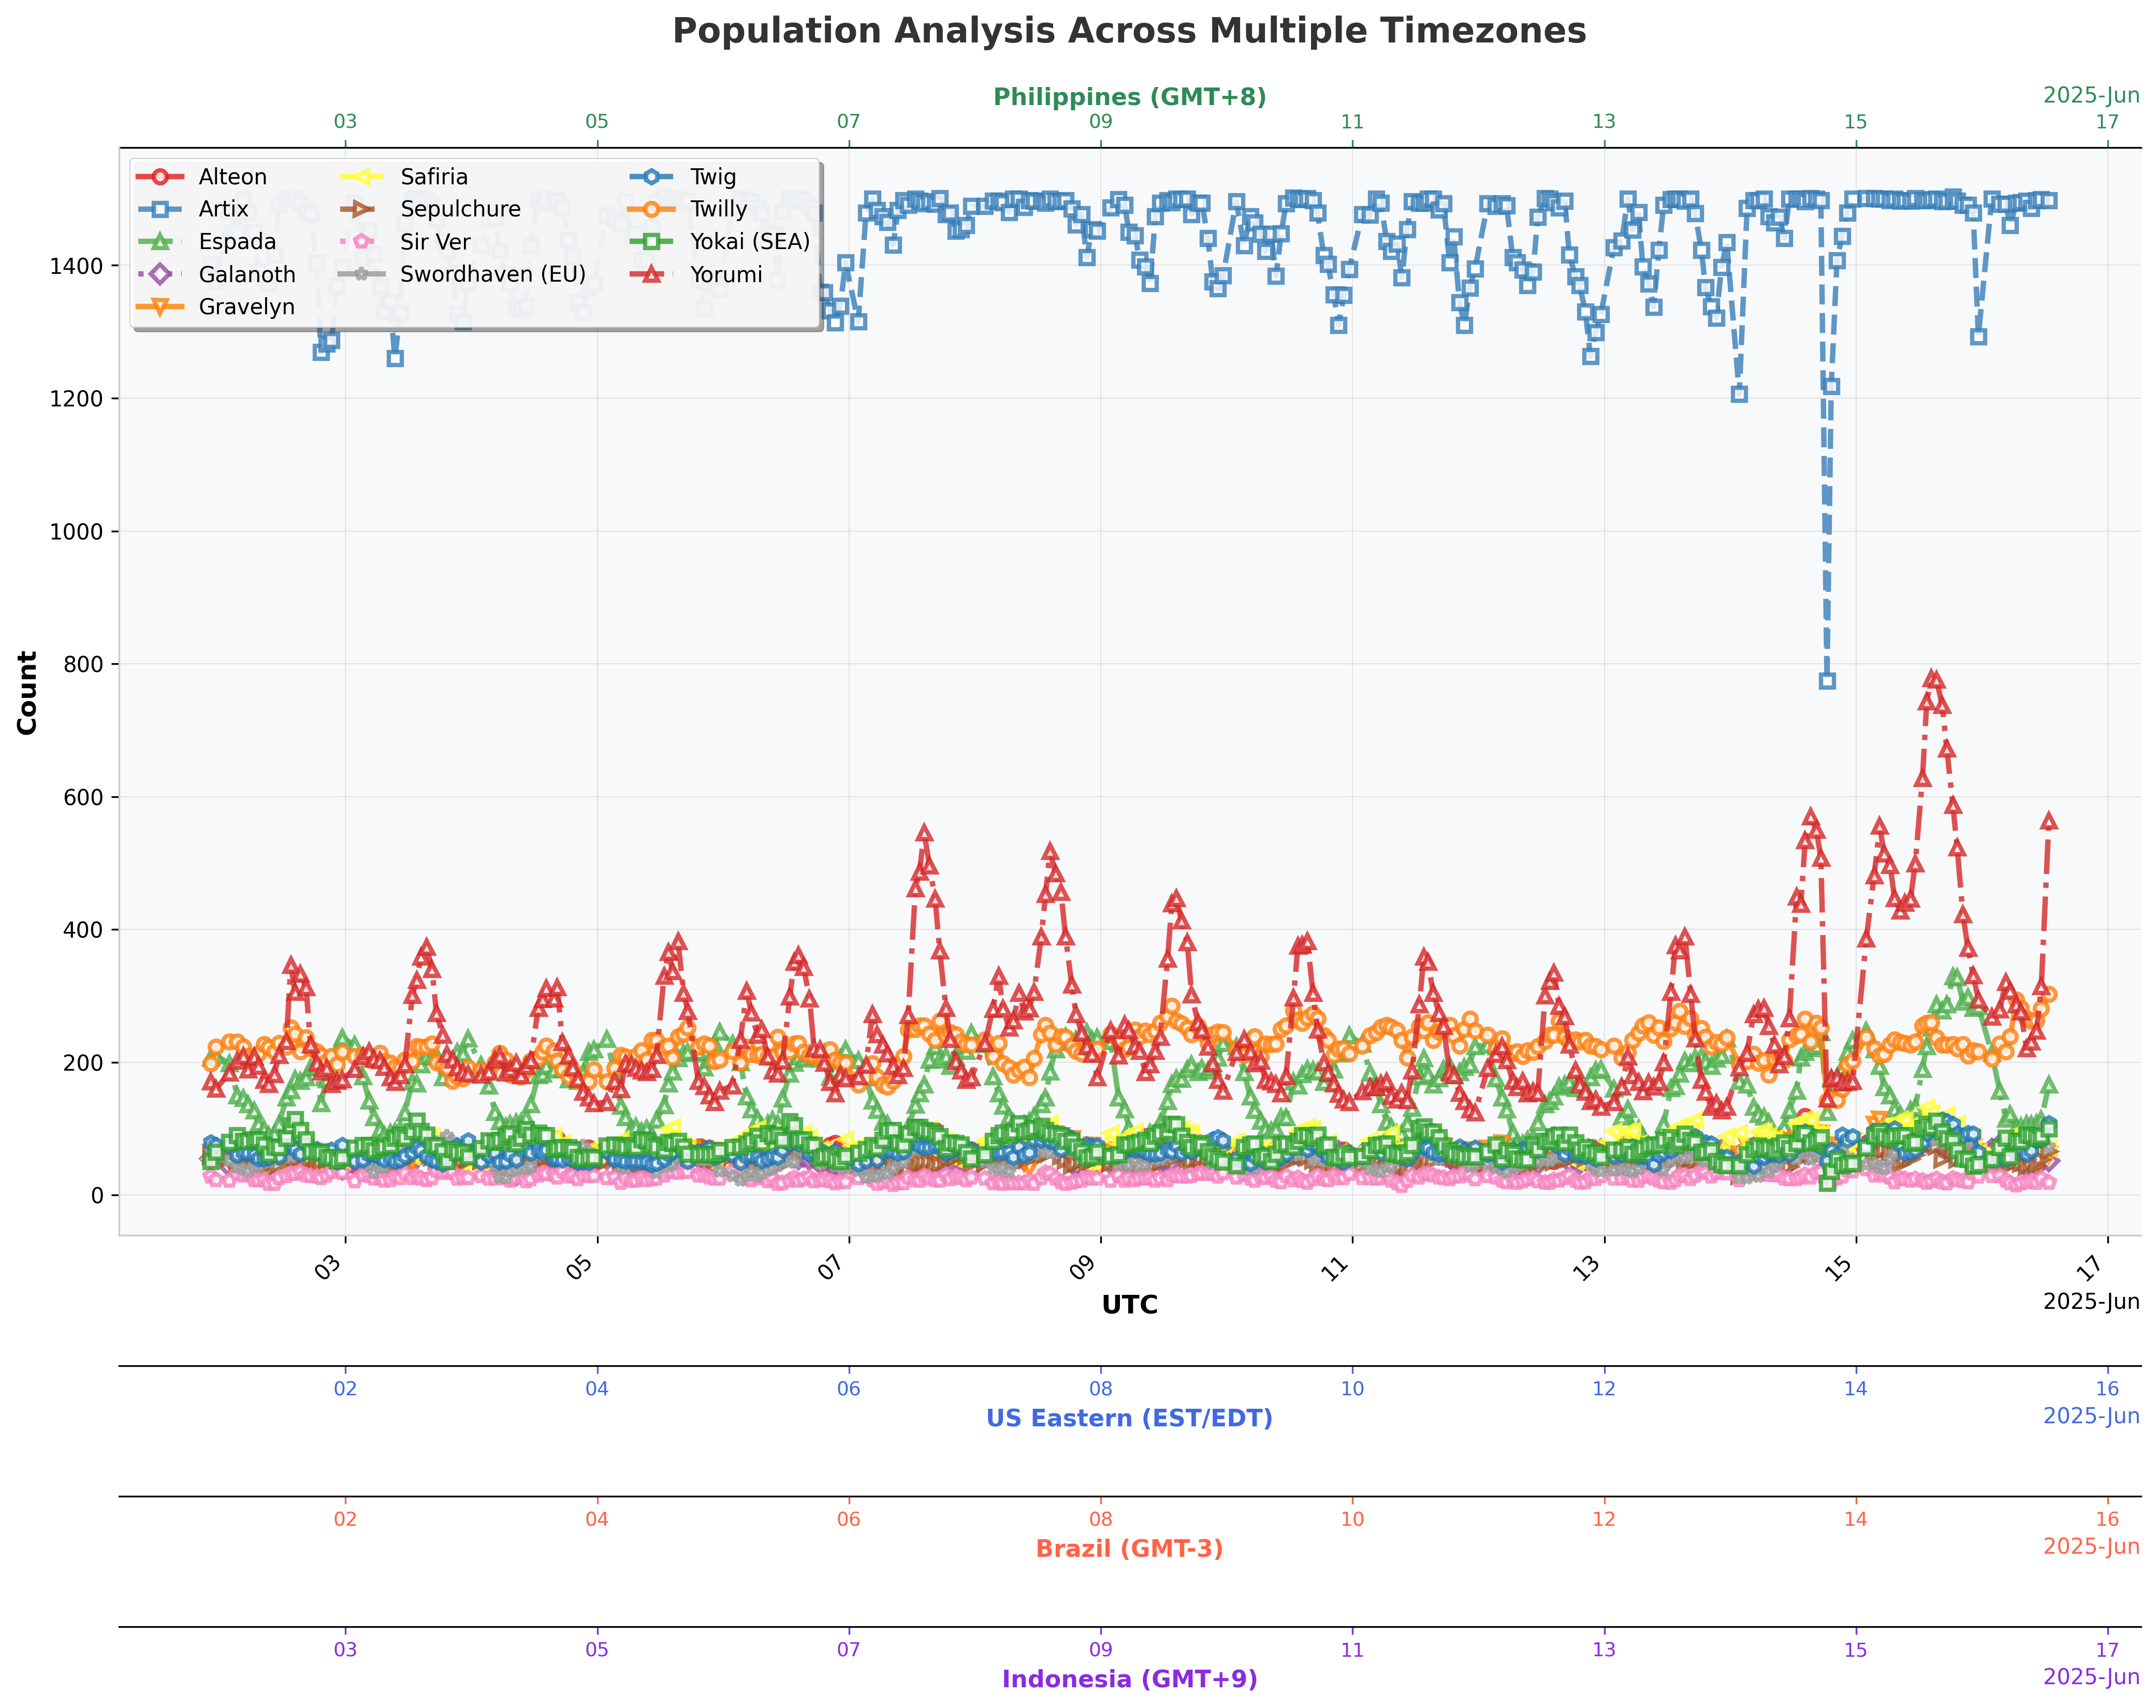 Population Analysis Across Multiple Timezones
Philippines (GMT+8)
2025-Jun
03 05 07 09 11 13 15 17
Alteon Safiria Twig
Artix Sepulchure Twilly
Espada Sir Ver Yokai (SEA)
Galanoth Swordhaven (EU) Yorumi
Gravelyn
1400
1200
1000
800
600
400
200
0
Count
03 05 07 09 11 13 15 17
UTC
2025-Jun
02 04 06 08 10 12 14 16
US Eastern (EST/EDT)
2025-Jun
02 04 06 08 10 12 14 16
Brazil (GMT-3)
2025-Jun
03 05 07 09 11 13 15 17
Indonesia (GMT+9)
2025-Jun